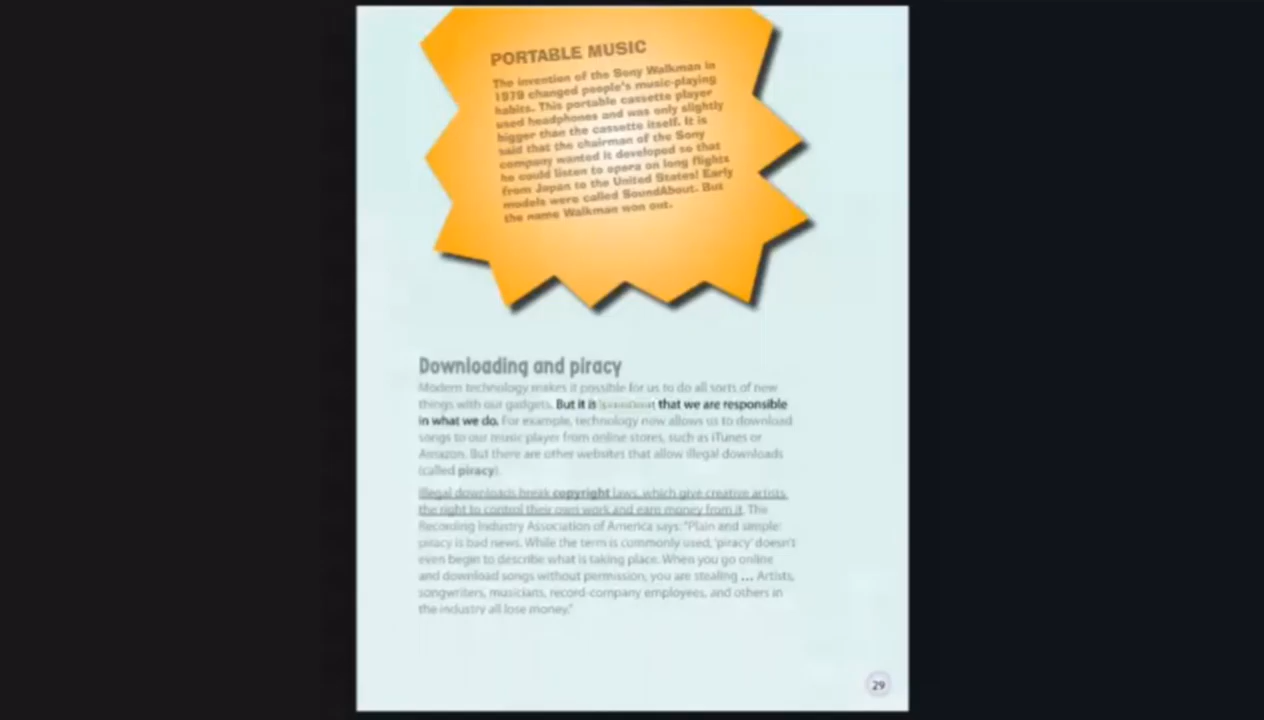 PORTABLE MUSIC
The invention of the Sony Walkman in
1979 changed people's music-playing
habits. This portable cassette player
used headphones and was only slightly
bigger than the cassette itself. It is
said that the chairman of the Sony
company wanted it developed so that
he could listen to opera on long flights
from Japan to the United States! Early
models were called SoundAbout. But
the name Walkman won out.
Downloading and piracy
Modern technology makes it possible for us to do all sorts of new
things with our gadgets. But it is that we are responsible
in what we do. For example, technology now allows us to download
songs to our music player from online stores, such as iTunes or
Amazon. But there are other websites that allow illegal downloads
(called piracy).
Illegal downloads break copyright laws, which give creative artists
the right to control their own work and earn money from it. The
Recording Industry Association of America says: "Plain and simple:
piracy is bad news. While the term is commonly used, 'piracy' doesn't
even begin to describe what is taking place. When you go online
and download songs without permission, you are stealing ... Artists,
songwriters, musicians, record-company employees, and others in
the industry all lose money."
29